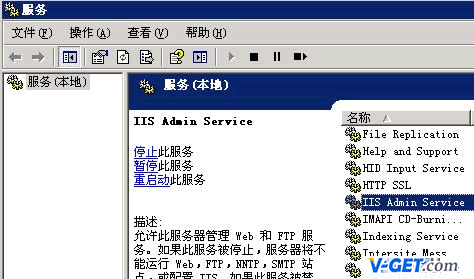 服务
文件(F) 操作(A) 查看(V) 帮助(H)
服务(本地)
服务(本地)
IIS Admin Service
停止此服务
暂停此服务
重启动此服务
描述:
允许此服务器管理 Web 和 FTP 服
务。如果此服务被停止,服务器将不
能运行 Web,FTP,NNTP,SMTP 站
点,或配置 IIS。如果此服务被禁
名称
File Replication
Help and Support
HID Input Service
HTTP SSL
IIS Admin Service
IMAPI CD-Burni...
Indexing Service
Intersite Mess
V-GET.com